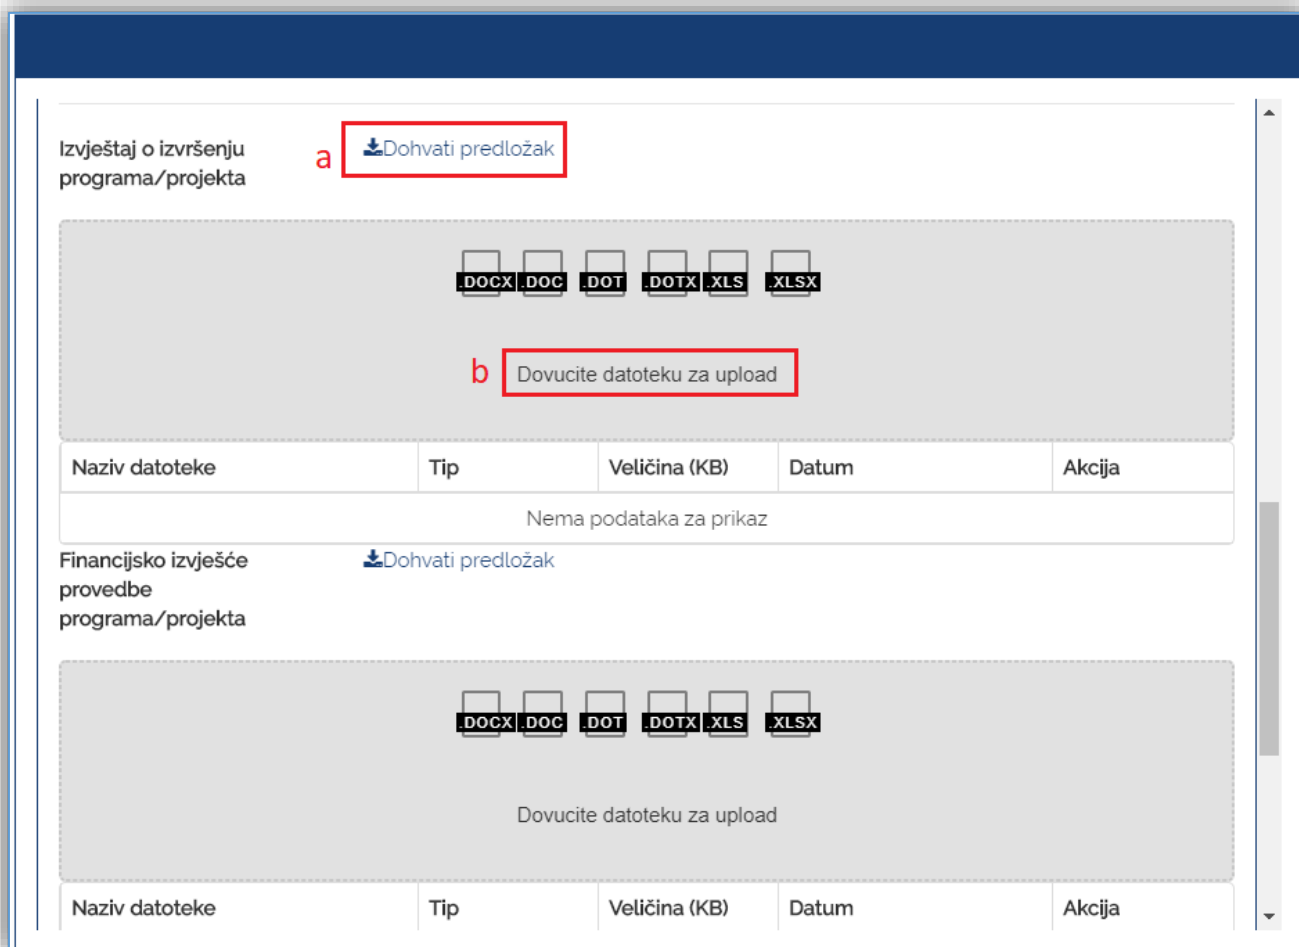 Izvještaj o izvršenju
programa/projekta
a
Dohvati predložak
.DOCX .DOC .DOT .DOTX .XLS .XLSX
b
Dovucite datoteku za upload
Naziv datoteke Tip Veličina (KB) Datum Akcija
Nema podataka za prikaz
Financijsko izvješće
provedbe
programa/projekta
Dohvati predložak
.DOCX .DOC .DOT .DOTX .XLS .XLSX
Dovucite datoteku za upload
Naziv datoteke Tip Veličina (KB) Datum Akcija